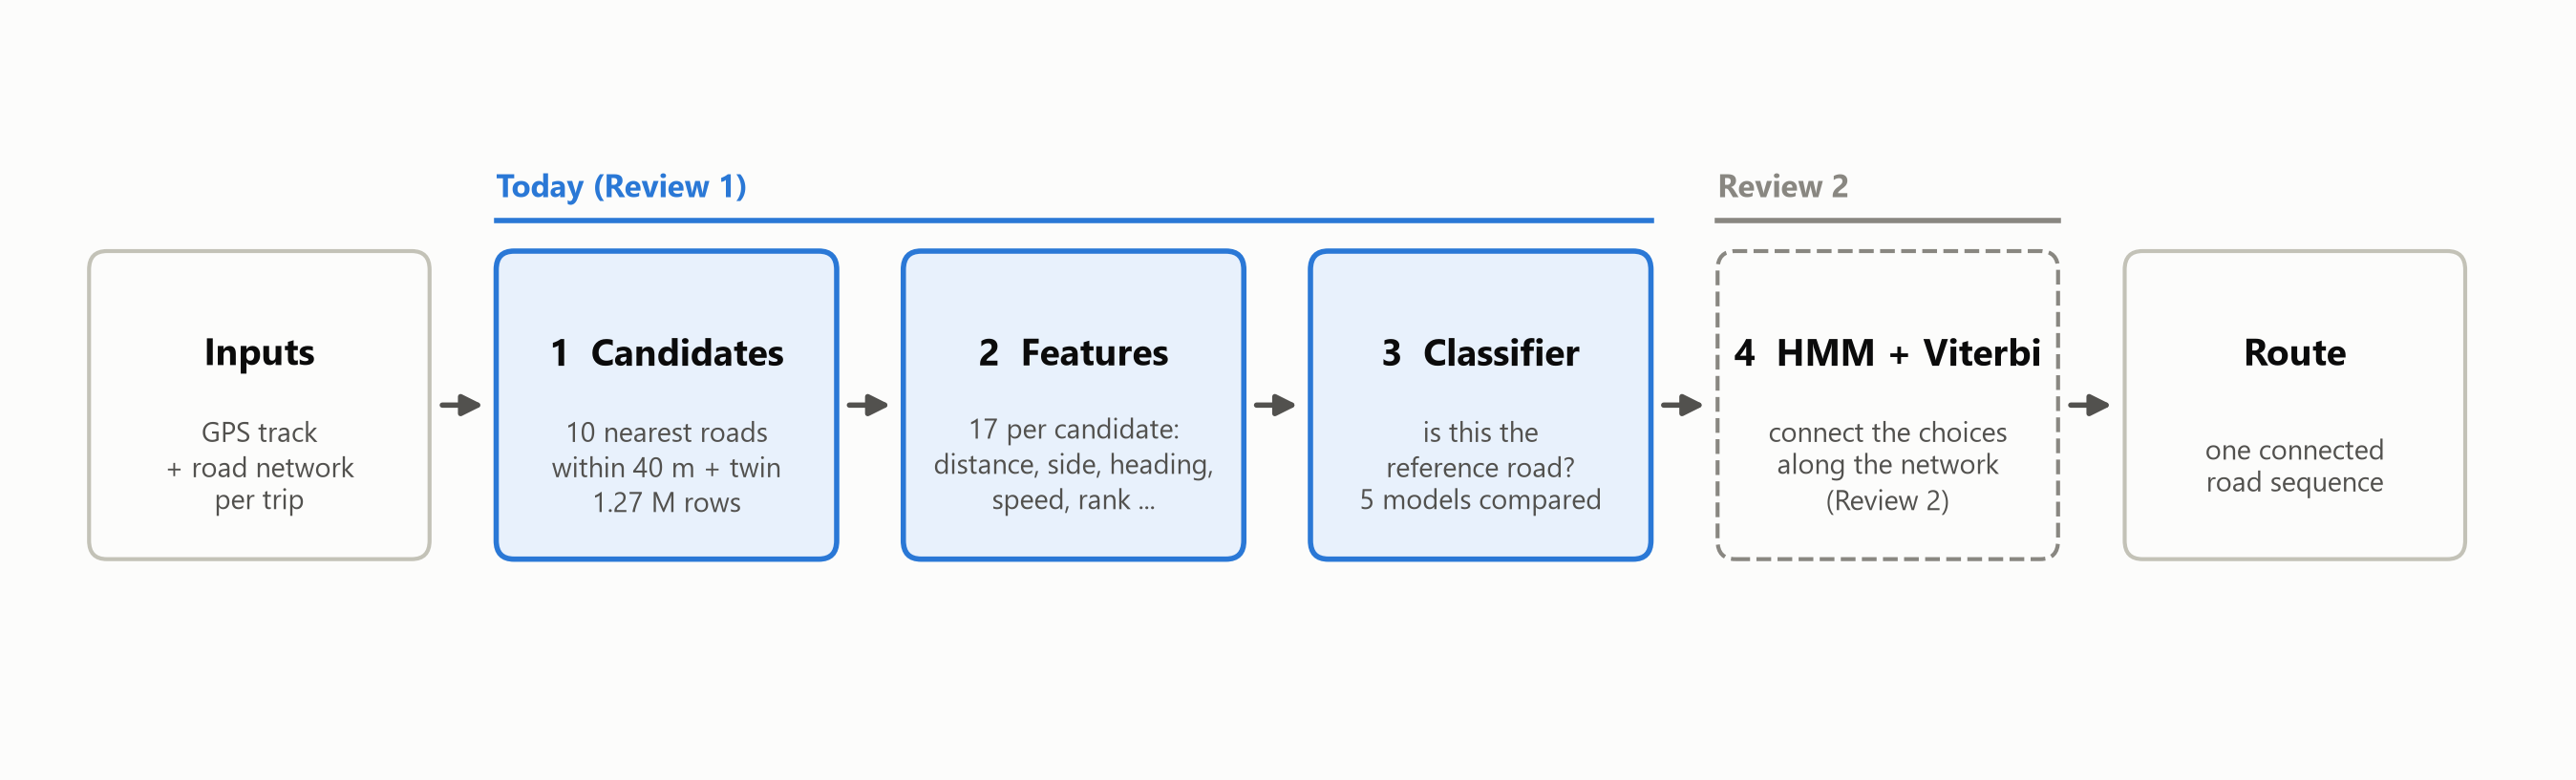 Today (Review 1)
Review 2
Inputs
GPS track
+ road network
per trip
1 Candidates
10 nearest roads
within 40 m + twin
1.27 M rows
2 Features
17 per candidate:
distance, side, heading,
speed, rank ...
3 Classifier
is this the
reference road?
5 models compared
4 HMM + Viterbi
connect the choices
along the network
(Review 2)
Route
one connected
road sequence